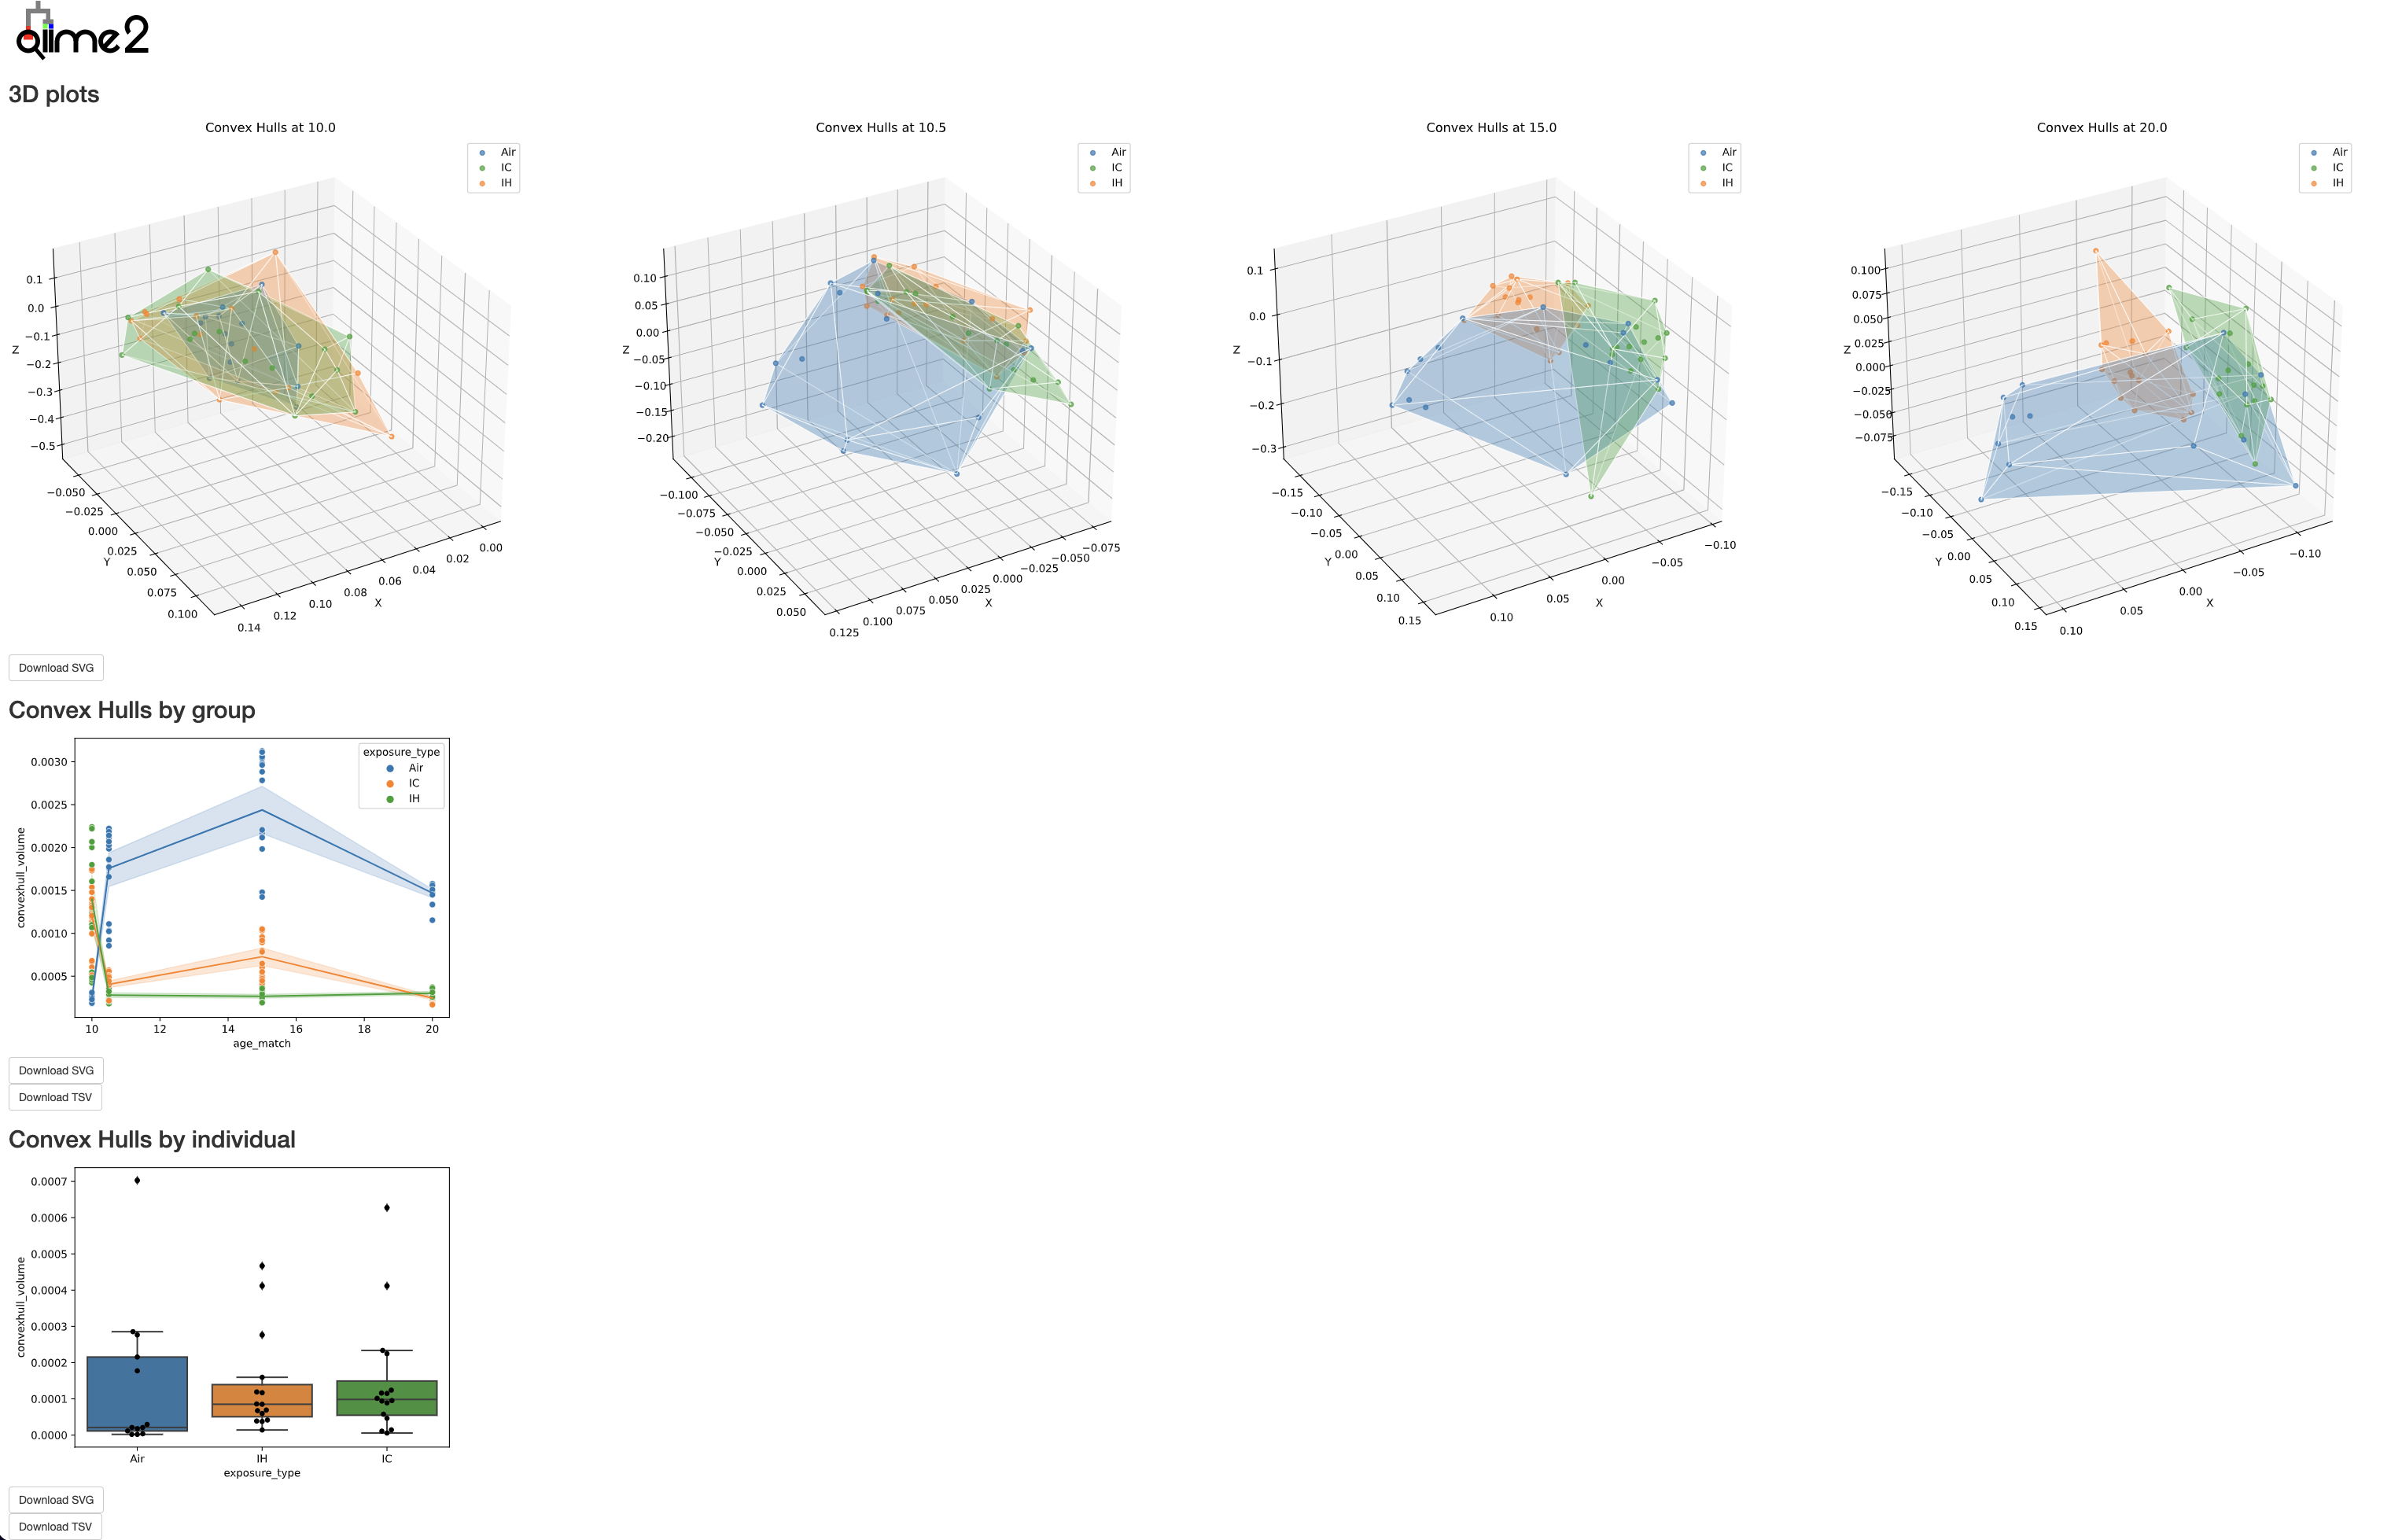 qiime2
3D plots
Convex Hulls at 10.0
Air
IC
IH
0.1
0.0
−0.1
−0.2
−0.3
−0.4
−0.5
Z
−0.050
−0.025
0.000
0.025
0.050
0.075
0.100
Y
0.14
0.12
0.10
0.08
0.06
0.04
0.02
0.00
X
Convex Hulls at 10.5
Air
IC
IH
0.10
0.05
0.00
−0.05
−0.10
−0.15
−0.20
Z
−0.100
−0.075
−0.050
−0.025
0.000
0.025
0.050
Y
0.125
0.100
0.075
0.050
0.025
0.000
−0.025
−0.050
−0.075
X
Convex Hulls at 15.0
Air
IC
IH
0.1
0.0
−0.1
−0.2
−0.3
Z
−0.15
−0.10
−0.05
0.00
0.05
0.10
0.15
Y
0.10
0.05
0.00
−0.05
−0.10
X
Convex Hulls at 20.0
Air
IC
IH
0.100
0.075
0.050
0.025
0.000
−0.025
−0.050
−0.075
Z
−0.15
−0.10
−0.05
0.00
0.05
0.10
0.15
Y
0.10
0.05
0.00
−0.05
−0.10
X
Download SVG
Convex Hulls by group
exposure_type
Air
IC
IH
0.0030
0.0025
0.0020
0.0015
0.0010
0.0005
convexhull_volume
10
12
14
16
18
20
age_match
Download SVG
Download TSV
Convex Hulls by individual
0.0007
0.0006
0.0005
0.0004
0.0003
0.0002
0.0001
0.0000
convexhull_volume
Air
IH
IC
exposure_type
Download SVG
Download TSV